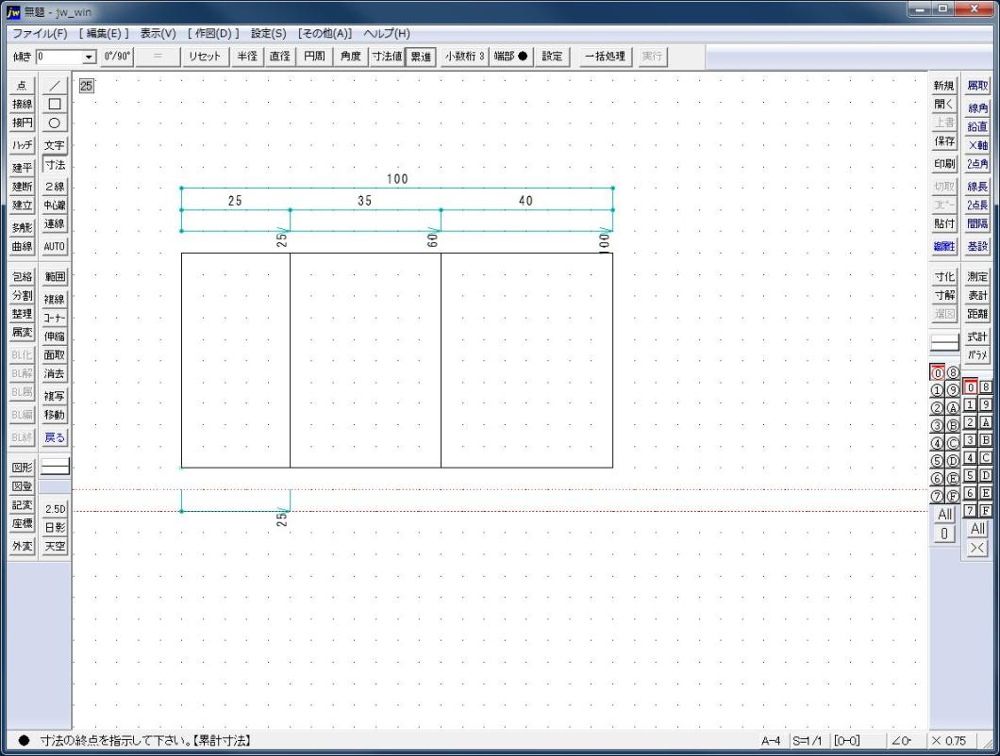 無題 - jw_win
ファイル(F) [編集(E)] 表示(V) [作図(D)] 設定(S) [その他(A)] ヘルプ(H)
傾き 0 0°/90° = リセット 半径 直径 円周 角度 寸法値 累進 小数桁 3 端部 ● 設定 一括処理 実行
25
点 ／
接線 □
接円 ○
ハッチ 文字
建平 寸法
建断 2線
建立 中心線
多角形 連線
曲線 AUTO
包絡 範囲
分割 複線
整理 コーナー
属変 伸縮
BL化 面取
BL解 消去
BL属 複写
BL編 移動
BL終 戻る
図形
図登
記変 2.5D
座標 日影
外変 天空
100
25 35 40
25 60 100
25
新規 属取
開く 線角
上書 鉛直
保存 X軸
印刷 2点角
切取 線長
コピー 2点長
貼付 間隔
線属性 基設
寸化 測定
寸解 表計
選図 距離
式計
パラメ
0 8 0 8
1 9 1 9
2 A 2 A
3 B 3 B
4 C 4 C
5 D 5 D
6 E 6 E
7 F 7 F
All All
0 ><
● 寸法の終点を指示して下さい。【累計寸法】 A-4 S=1/1 [0-0] ∠0 × 0.75